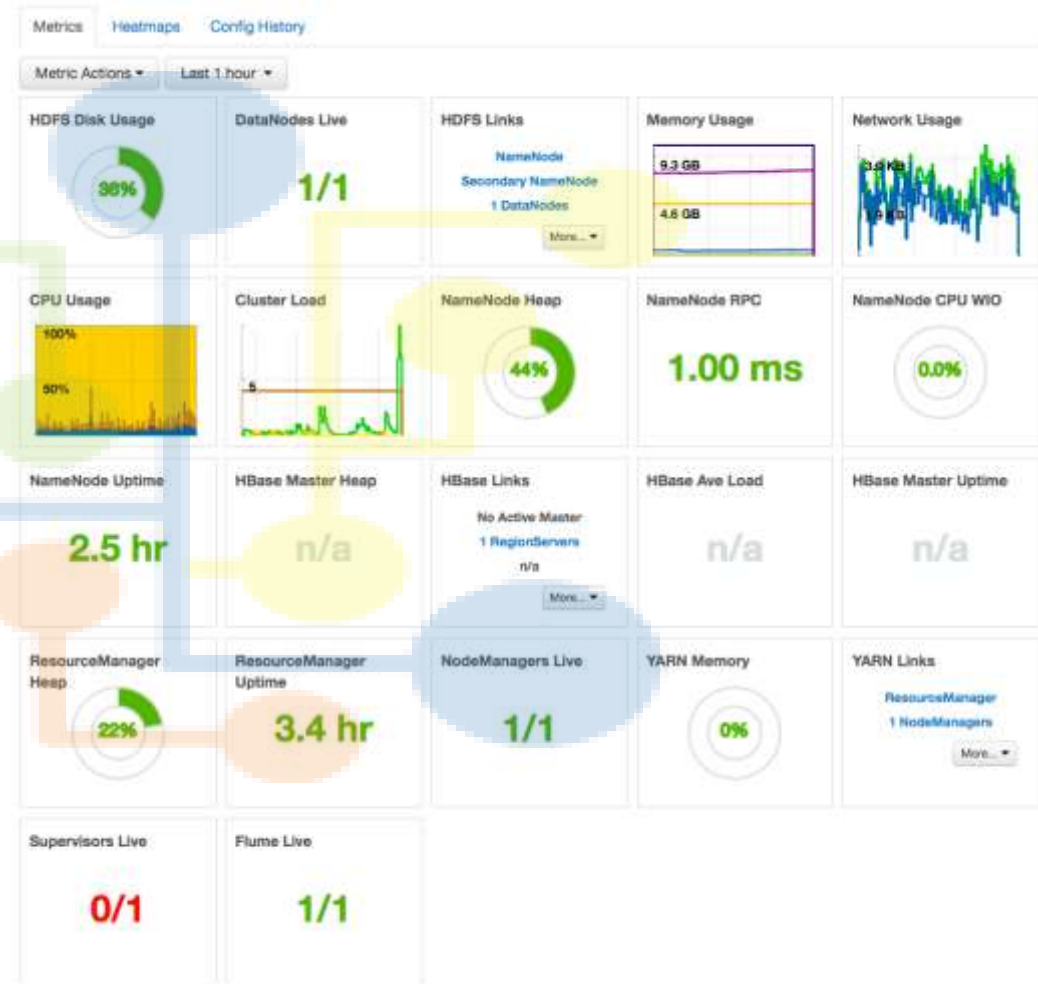 Metrics
Heatmaps
Config History
Metric Actions
Last 1 hour
HDFS Disk Usage
DataNodes Live
HDFS Links
Memory Usage
Network Usage
36%
1/1
NameNode
Secondary NameNode
1 DataNodes
More...
9.3 GB
4.6 GB
CPU Usage
Cluster Load
NameNode Heap
NameNode RPC
NameNode CPU WIO
100%
50%
5
44%
1.00 ms
0.0%
NameNode Uptime
HBase Master Heap
HBase Links
HBase Ave Load
HBase Master Uptime
2.5 hr
n/a
No Active Master
1 RegionServers
n/a
More...
n/a
n/a
ResourceManager
Heap
ResourceManager
Uptime
NodeManagers Live
YARN Memory
YARN Links
22%
3.4 hr
1/1
0%
ResourceManager
1 NodeManagers
More...
Supervisors Live
Flume Live
0/1
1/1